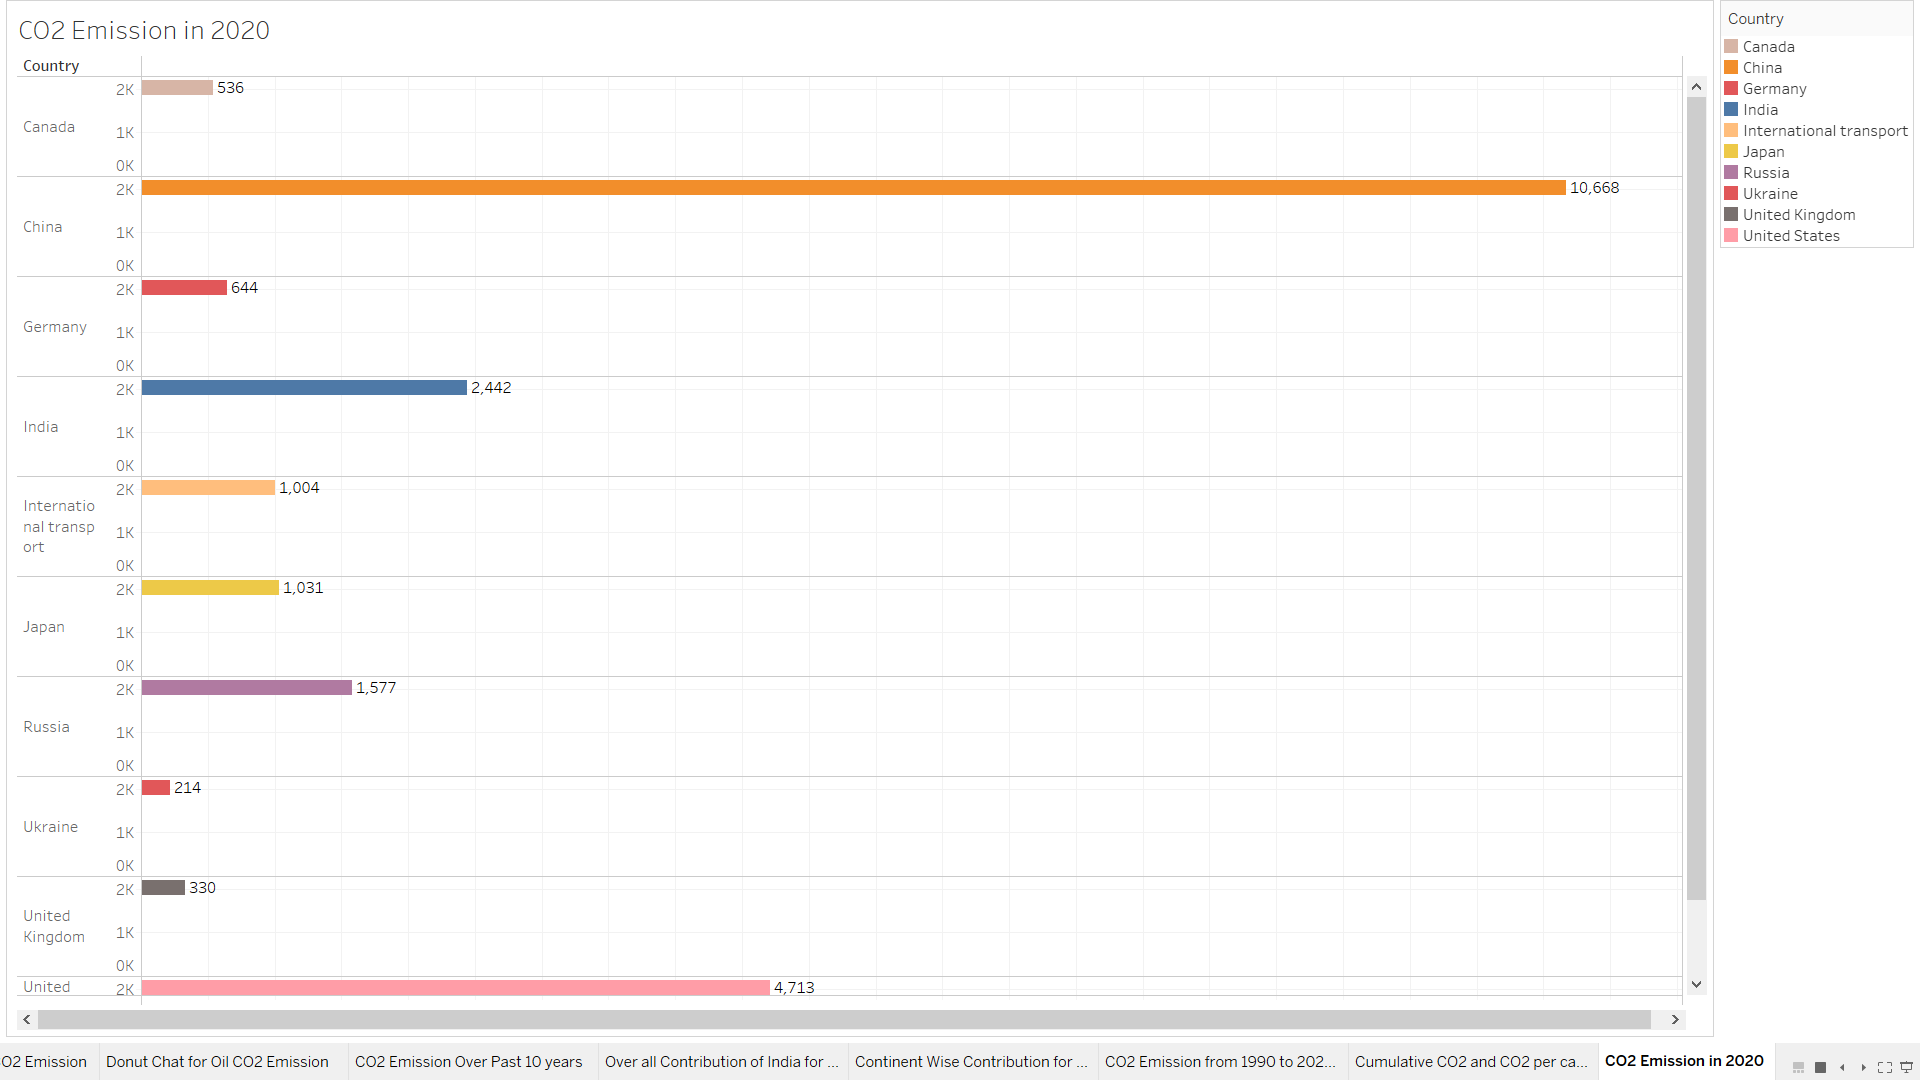 CO2 Emission in 2020
Country
2K
536
Canada
1K
0K
2K
10,668
China
1K
0K
2K
644
Germany
1K
0K
2K
2,442
India
1K
0K
2K
1,004
Internatio
nal transp
ort
1K
0K
2K
1,031
Japan
1K
0K
2K
1,577
Russia
1K
0K
2K
214
Ukraine
1K
0K
2K
330
United
Kingdom
1K
0K
United
2K
4,713
Country
Canada
China
Germany
India
International transport
Japan
Russia
Ukraine
United Kingdom
United States
O2 Emission
Donut Chat for Oil CO2 Emission
CO2 Emission Over Past 10 years
Over all Contribution of India for ...
Continent Wise Contribution for ...
CO2 Emission from 1990 to 202...
Cumulative CO2 and CO2 per ca...
CO2 Emission in 2020